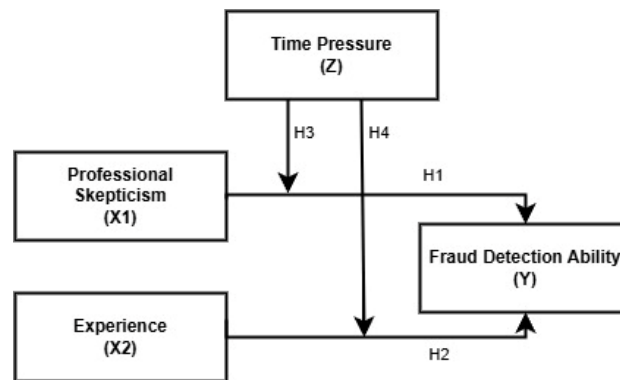 Time Pressure
(Z)
H3
H4
Professional
Skepticism
(X1)
H1
Fraud Detection Ability
(Y)
Experience
(X2)
H2